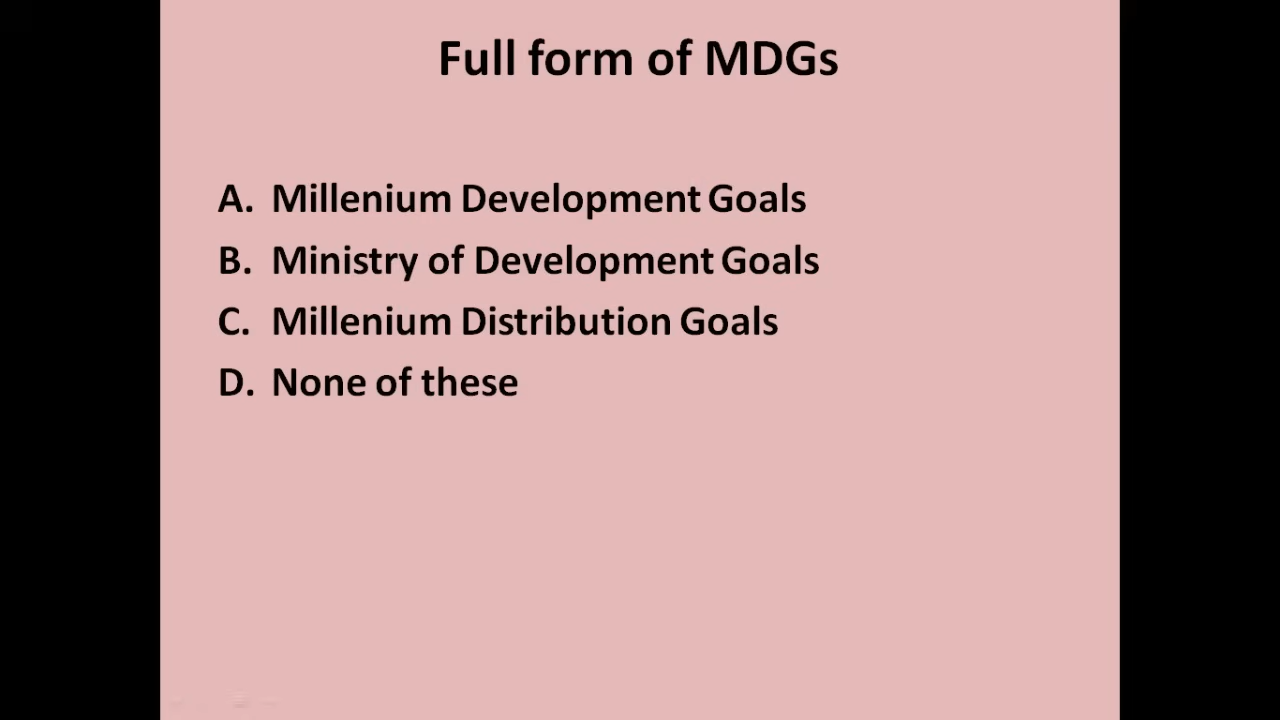 Full form of MDGs
A. Millenium Development Goals
B. Ministry of Development Goals
C. Millenium Distribution Goals
D. None of these